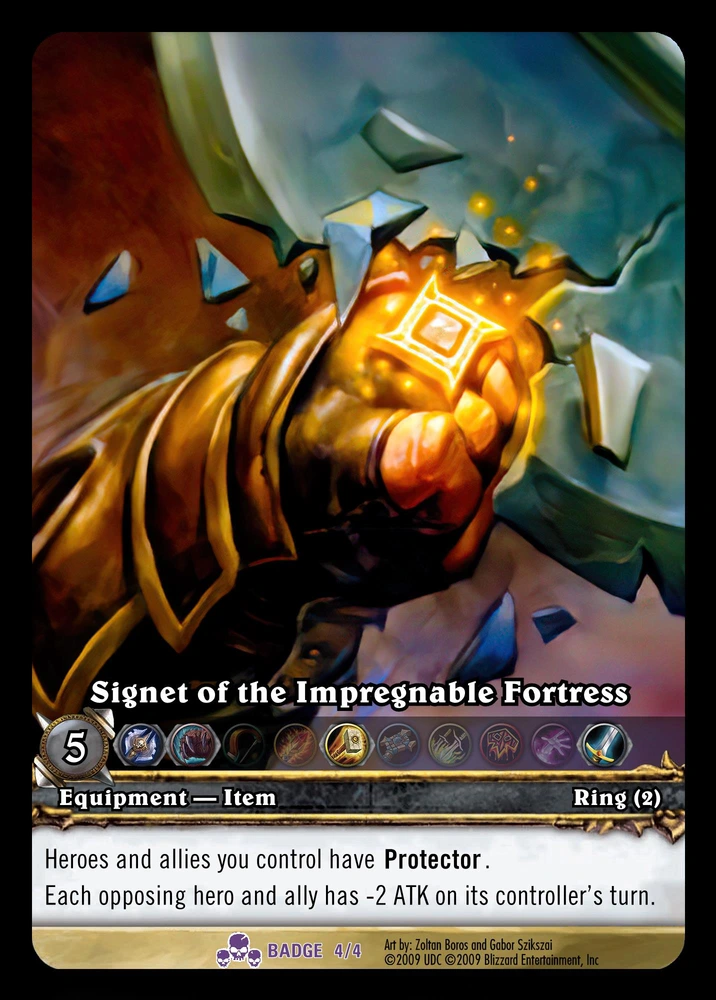 Signet of the Impregnable Fortress
5
Equipment — Item Ring (2)
Heroes and allies you control have Protector.
Each opposing hero and ally has -2 ATK on its controller's turn.
BADGE 4/4
Art by: Zoltan Boros and Gabor Szikszai
©2009 UDC ©2009 Blizzard Entertainment, Inc